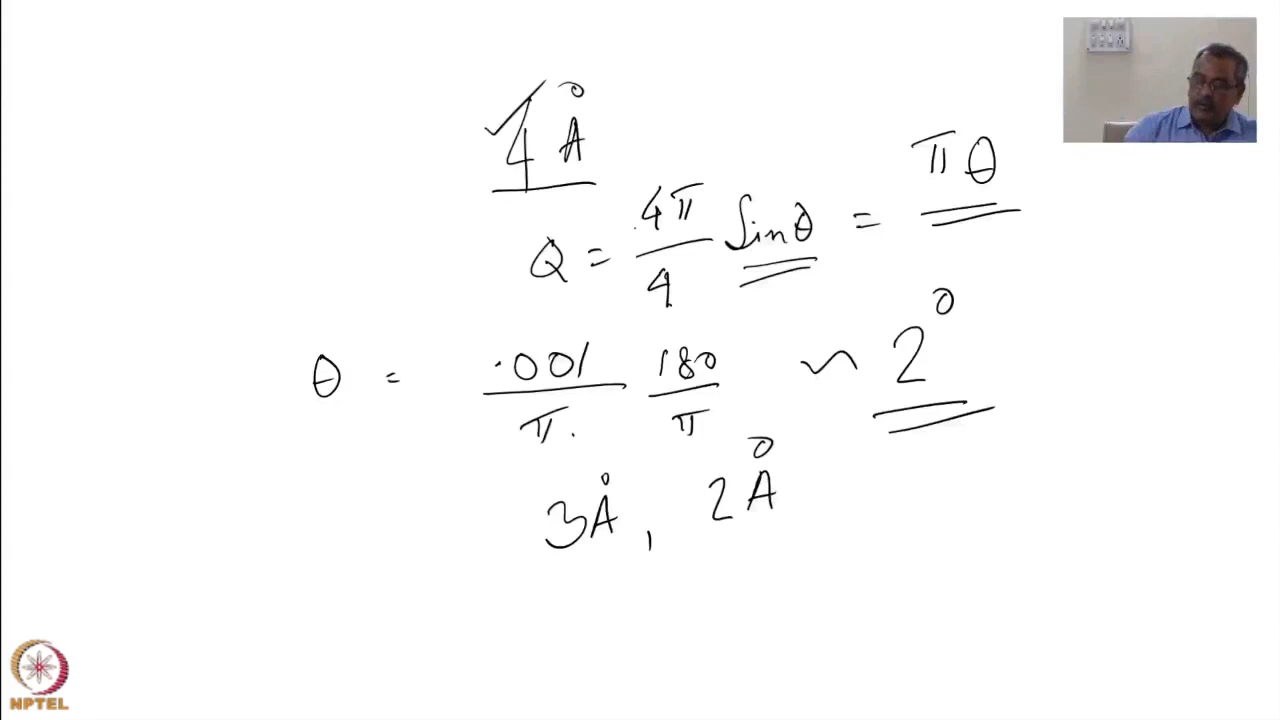 4 Å
Q = 4π/4 sinθ = πθ
θ = .001/π. 180/π ~ 2°
3Å, 2Å
NPTEL